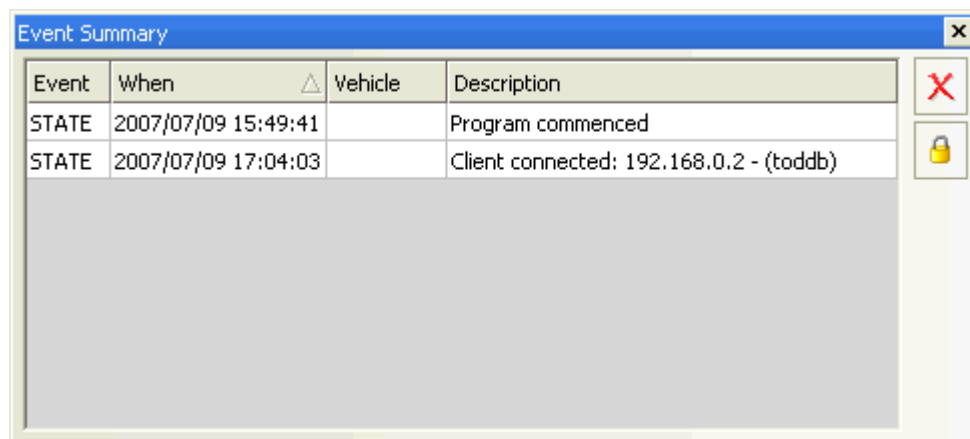 Event Summary
Event When Vehicle Description
STATE 2007/07/09 15:49:41 Program commenced
STATE 2007/07/09 17:04:03 Client connected: 192.168.0.2 - (toddb)